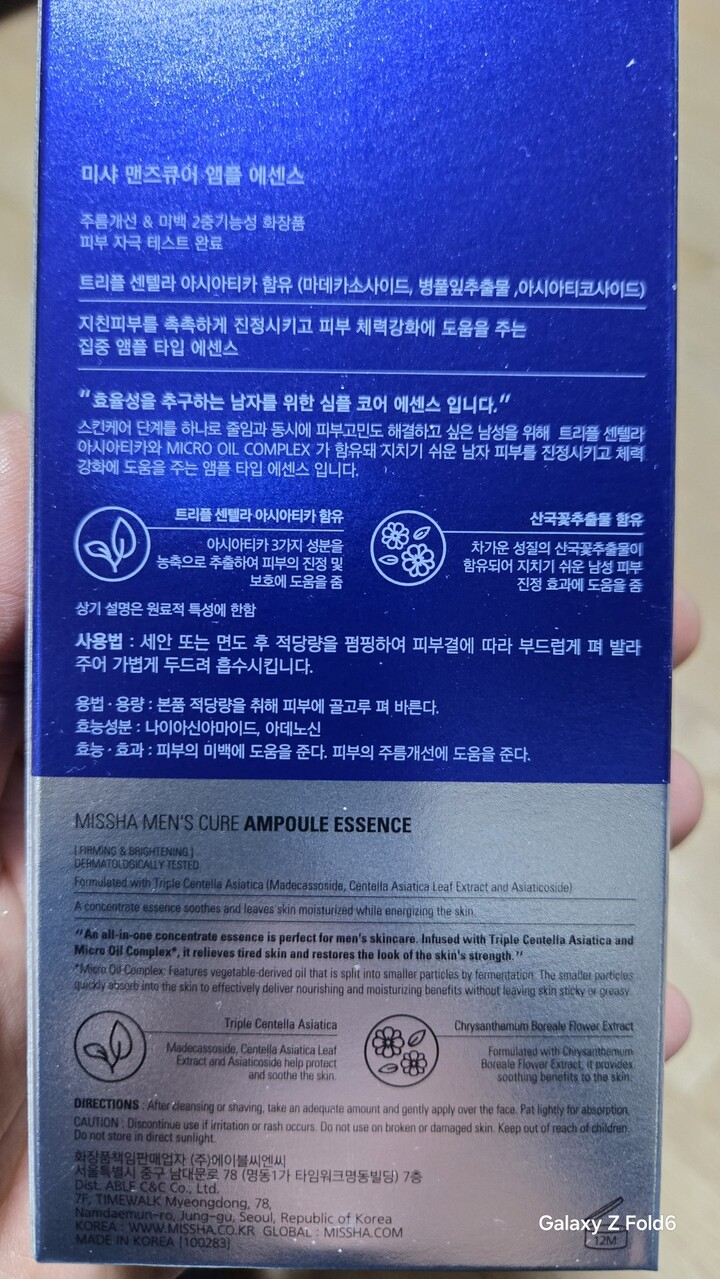 미샤 맨즈큐어 앰플 에센스
주름개선 & 미백 2중기능성 화장품
피부 자극 테스트 완료
트리플 센텔라 아시아티카 함유 (마데카소사이드, 병풀잎추출물 ,아시아티코사이드)
지친피부를 촉촉하게 진정시키고 피부 체력강화에 도움을 주는
집중 앰플 타입 에센스
"효율성을 추구하는 남자를 위한 심플 코어 에센스 입니다."
스킨케어 단계를 하나로 줄임과 동시에 피부고민도 해결하고 싶은 남성을 위해 트리플 센텔라
아시아티카와 MICRO OIL COMPLEX 가 함유돼 지치기 쉬운 남자 피부를 진정시키고 체력
강화에 도움을 주는 앰플 타입 에센스 입니다.
트리플 센텔라 아시아티카 함유
아시아티카 3가지 성분을
농축으로 추출하여 피부의 진정 및
보호에 도움을 줌
산국꽃추출물 함유
차가운 성질의 산국꽃추출물이
함유되어 지치기 쉬운 남성 피부
진정 효과에 도움을 줌
상기 설명은 원료적 특성에 한함
사용법 : 세안 또는 면도 후 적당량을 펌핑하여 피부결에 따라 부드럽게 펴 발라
주어 가볍게 두드려 흡수시킵니다.
용법 · 용량 : 본품 적당량을 취해 피부에 골고루 펴 바른다.
효능성분 : 나이아신아마이드, 아데노신
효능 · 효과 : 피부의 미백에 도움을 준다. 피부의 주름개선에 도움을 준다.
MISSHA MEN'S CURE AMPOULE ESSENCE
[ FIRMING & BRIGHTENING ]
DERMATOLOGICALLY TESTED
Formulated with Triple Centella Asiatica (Madecassoside, Centella Asiatica Leaf Extract and Asiaticoside)
A concentrate essence soothes and leaves skin moisturized while energizing the skin.
"An all-in-one concentrate essence is perfect for men's skincare. Infused with Triple Centella Asiatica and
Micro Oil Complex*, it relieves tired skin and restores the look of the skin's strength."
*Micro Oil Complex: Features vegetable-derived oil that is split into smaller particles by fermentation. The smaller particles
quickly absorb into the skin to effectively deliver nourishing and moisturizing benefits without leaving skin sticky or greasy.
Triple Centella Asiatica
Madecassoside, Centella Asiatica Leaf
Extract and Asiaticoside help protect
and soothe the skin.
Chrysanthemum Boreale Flower Extract
Formulated with Chrysanthemum
Boreale Flower Extract, it provides
soothing benefits to the skin.
DIRECTIONS : After cleansing or shaving, take an adequate amount and gently apply over the face. Pat lightly for absorption.
CAUTION : Discontinue use if irritation or rash occurs. Do not use on broken or damaged skin. Keep out of reach of children.
Do not store in direct sunlight.
화장품책임판매업자 (주)에이블씨엔씨
서울특별시 중구 남대문로 78 (명동1가 타임워크명동빌딩) 7층
Dist. ABLE C&C Co., Ltd.
7F, TIMEWALK Myeongdong, 78,
Namdaemun-ro, Jung-gu, Seoul, Republic of Korea
KOREA : WWW.MISSHA.CO.KR GLOBAL : MISSHA.COM
MADE IN KOREA [100283]
12M
Galaxy Z Fold6